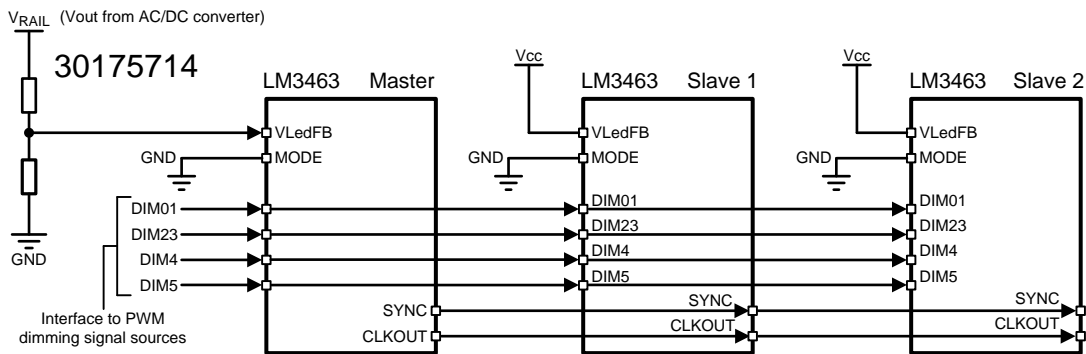 VRAIL (Vout from AC/DC converter)
30175714
GND
LM3463 Master
VLedFB
GND MODE
DIM01
DIM23
DIM4
DIM5
SYNC
CLKOUT
Interface to PWM
dimming signal sources
Vcc
LM3463 Slave 1
VLedFB
GND MODE
DIM01
DIM23
DIM4
DIM5
SYNC
CLKOUT
Vcc
LM3463 Slave 2
VLedFB
GND MODE
DIM01
DIM23
DIM4
DIM5
SYNC
CLKOUT